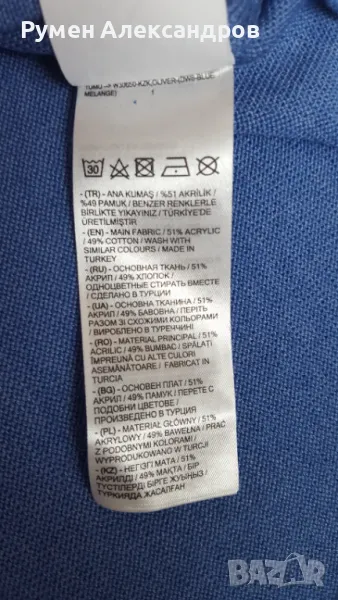 Румен Александров
MELANGE)
30
- (TR) - ANA KUMAŞ / %51 AKRİLİK /
%49 PAMUK / BENZER RENKLERLE
BİRLİKTE YIKAYINIZ / TÜRKİYE'DE
ÜRETİLMİŞTİR
- (EN) - MAIN FABRIC / 51% ACRYLIC
/ 49% COTTON / WASH WITH
SIMILAR COLOURS / MADE IN
TURKEY
- (RU) - ОСНОВНАЯ ТКАНЬ / 51%
АКРИЛ / 49% ХЛОПОК /
ОДНОЦВЕТНЫЕ СТИРАТЬ ВМЕСТЕ
/ СДЕЛАНО В ТУРЦИИ
- (UA) - ОСНОВНА ТКАНИНА / 51%
АКРИЛ / 49% БАВОВНА / ПЕРІТЬ
РАЗОМ ЗІ СХОЖИМИ КОЛЬОРАМИ
/ ВИРОБЛЕНО В ТУРЕЧЧИНІ
- (RO) - MATERIAL PRINCIPAL / 51%
ACRILIC / 49% BUMBAC / SPĂLAȚI
ÎMPREUNĂ CU ALTE CULORI
ASEMĂNĂTOARE / FABRICAT IN
TURCIA
- (BG) - ОСНОВЕН ПЛАТ / 51%
АКРИЛ / 49% ПАМУК / ПЕРЕТЕ С
ПОДОБНИ ЦВЕТОВЕ /
ПРОИЗВЕДЕНО В ТУРЦИЯ
- (PL) - MATERIAŁ GŁÓWNY / 51%
AKRYLOWY / 49% BAWEŁNA / PRAC
Z PODOBNYMI KOLORAMI /
WYPRODUKOWANO W TURCJI
- (KZ) - НЕГІЗГІ МАТА / 51%
АКРИЛДІ / 49% МАҚТА / БІР
ТҮСТІЛЕРДІ БІРГЕ ЖУЫҢЫЗ /
ТҮРКИЯДА ЖАСАЛҒАН
BAZAR